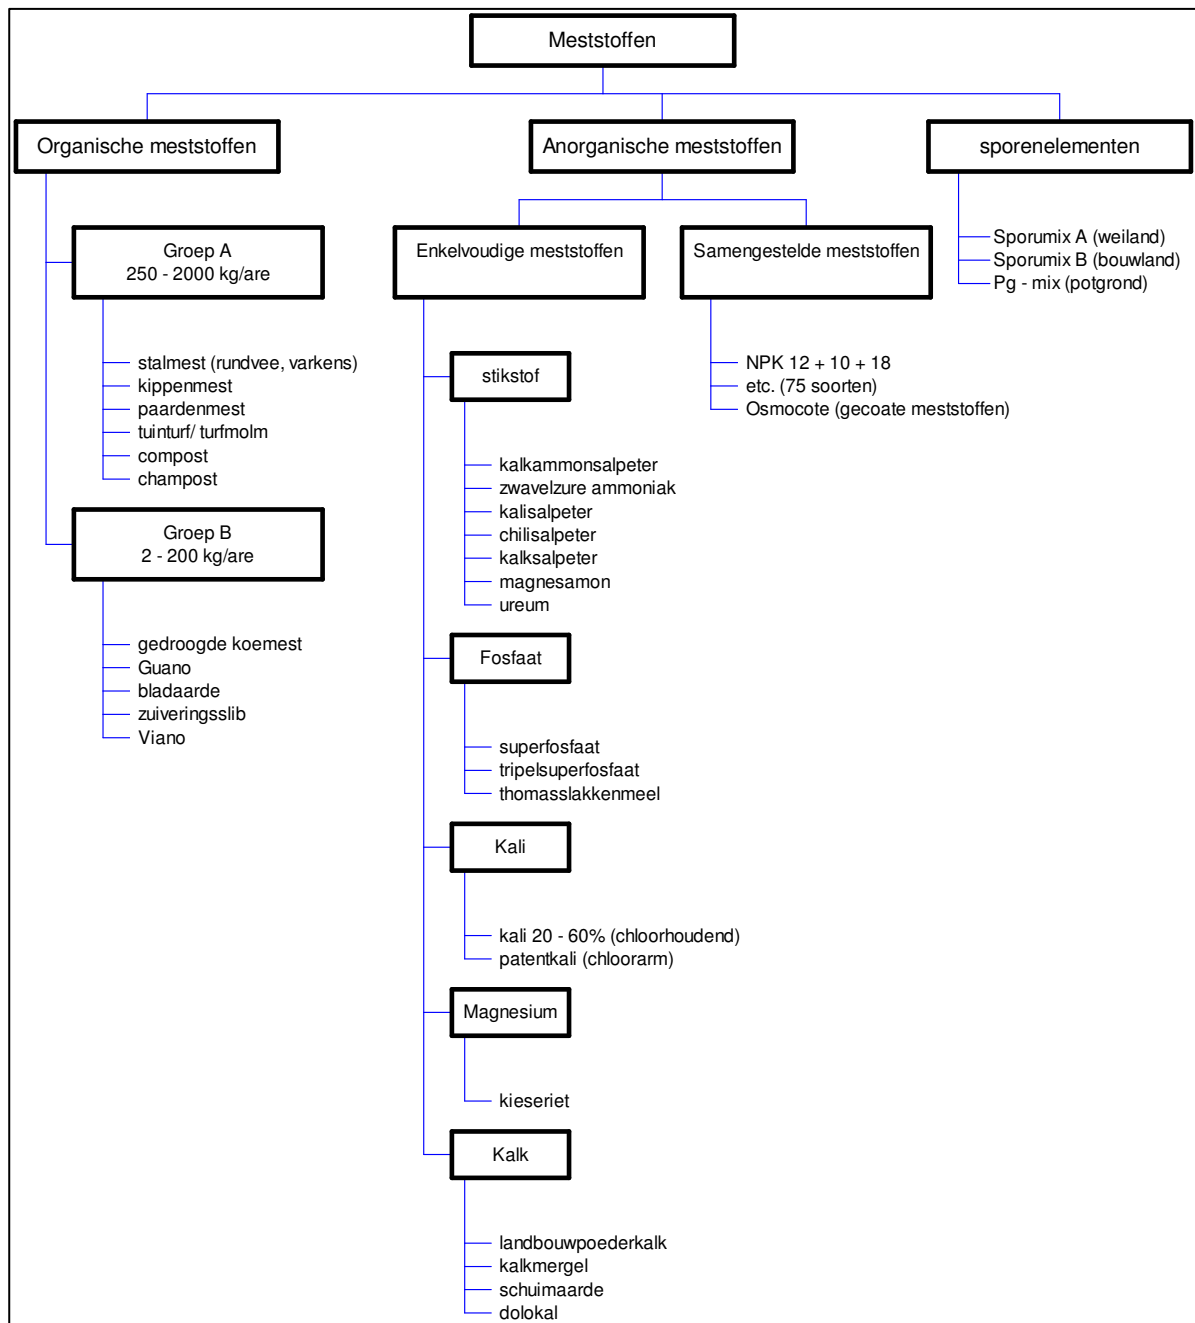 Meststoffen
Organische meststoffen
Anorganische meststoffen
sporenelementen
Groep A
250 - 2000 kg/are
stalmest (rundvee, varkens)
kippenmest
paardenmest
tuinturf/ turfmolm
compost
champost
Groep B
2 - 200 kg/are
gedroogde koemest
Guano
bladaarde
zuiveringsslib
Viano
Enkelvoudige meststoffen
stikstof
kalkammonsalpeter
zwavelzure ammoniak
kalisalpeter
chilisalpeter
kalksalpeter
magnesamon
ureum
Fosfaat
superfosfaat
tripelsuperfosfaat
thomasslakkenmeel
Kali
kali 20 - 60% (chloorhoudend)
patentkali (chloorarm)
Magnesium
kieseriet
Kalk
landbouwpoederkalk
kalkmergel
schuimaarde
dolokal
Samengestelde meststoffen
NPK 12 + 10 + 18
etc. (75 soorten)
Osmocote (gecoate meststoffen)
Sporumix A (weiland)
Sporumix B (bouwland)
Pg - mix (potgrond)